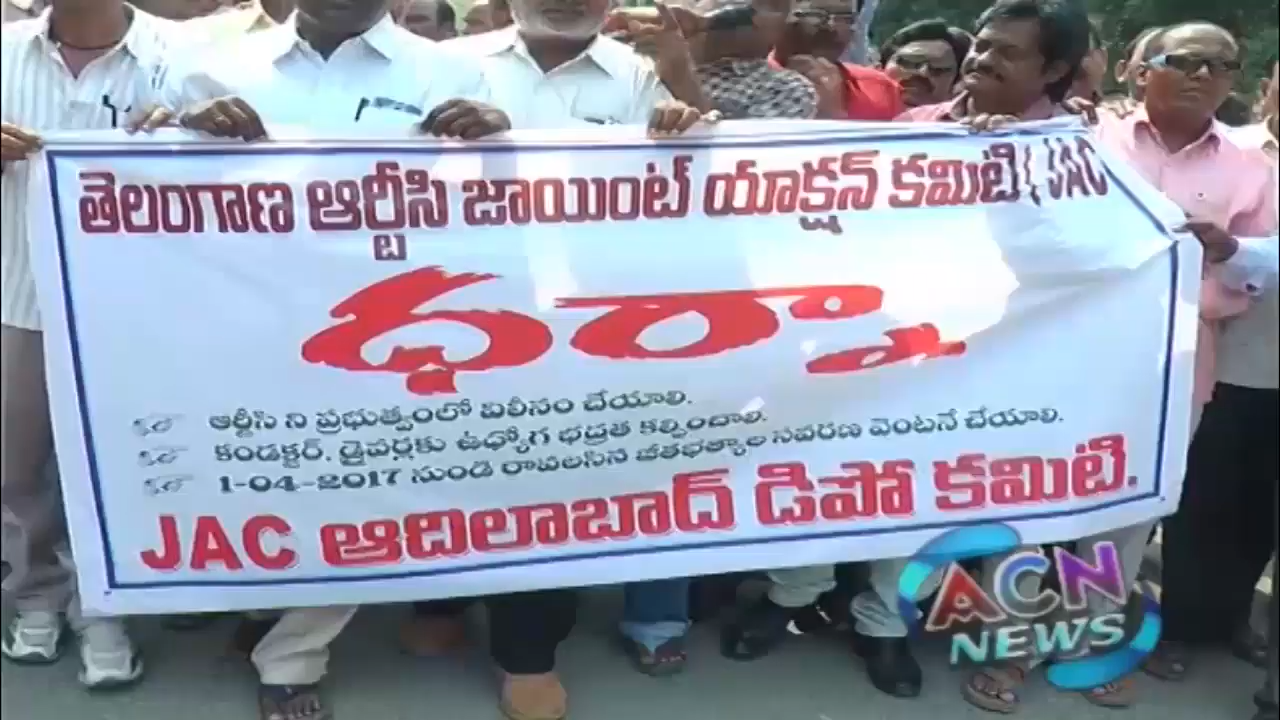 తెలంగాణ ఆర్టీసి జాయింట్ యాక్షన్ కమిటి ( JAC
ధర్నా
ఆర్టీసి ని ప్రభుత్వంలో విలీనం చేయాలి.
కండక్టర్, డ్రైవర్లకు ఉద్యోగ భద్రత కల్పించాలి.
1-04-2017 నుండి రావలసిన జీతభత్యాల సవరణ వెంటనే చేయాలి.
JAC ఆదిలాబాద్ డిపో కమిటి.
ACN
NEWS